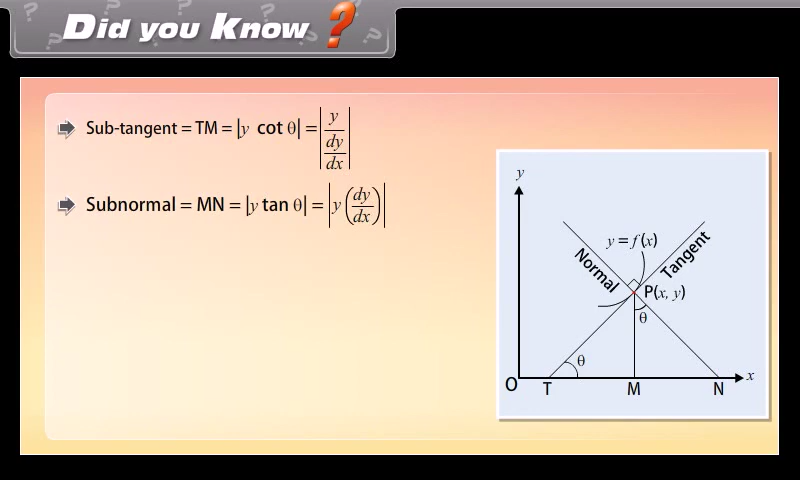 Did you Know ?
Sub-tangent = TM = |y cot θ| = |y / (dy/dx)|
Subnormal = MN = |y tan θ| = |y (dy/dx)|
y
y = f(x)
Normal
Tangent
P(x, y)
θ
θ
O T M N x